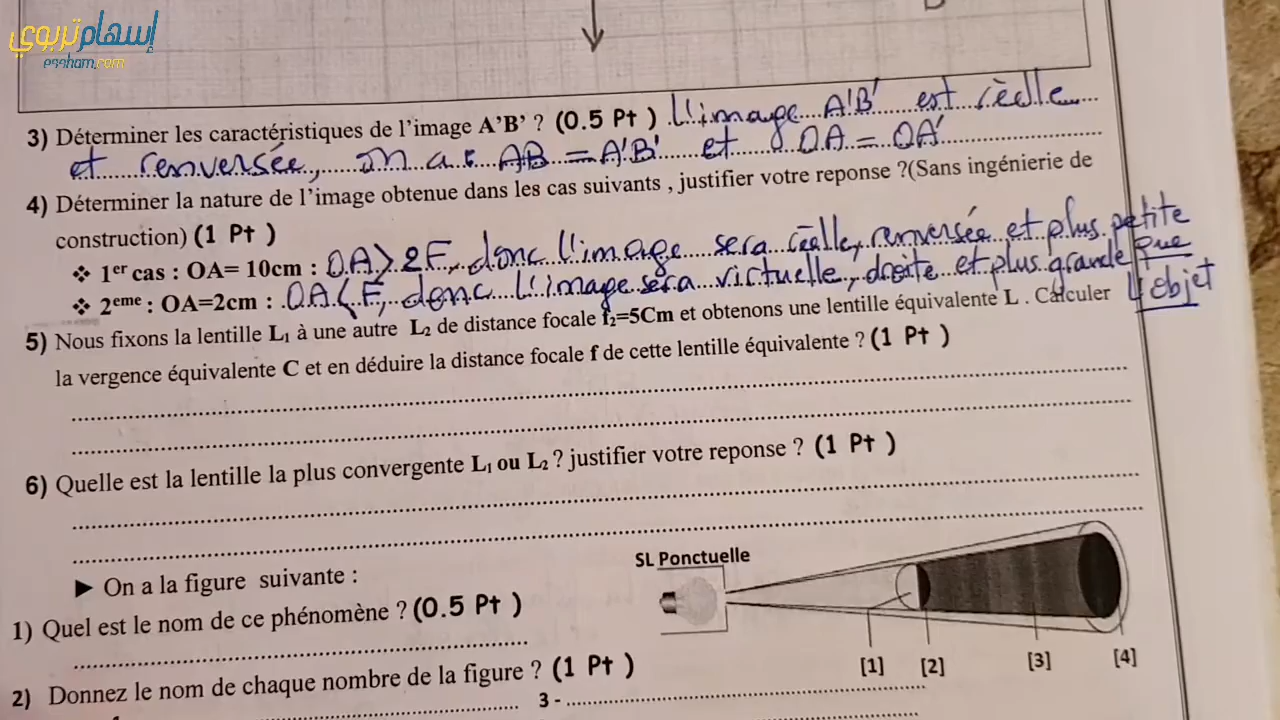 إسهام تربوي
essham.com
3) Déterminer les caractéristiques de l'image A'B' ? (0.5 Pt ) L'image A'B' est rèelle
et renversée, on a : AB = A'B' et OA = OA'
4) Déterminer la nature de l'image obtenue dans les cas suivants , justifier votre reponse ?(Sans ingénierie de
construction) (1 Pt )
❖ 1er cas : OA= 10cm : OA > 2F, donc l'image sera réelle, renversée et plus petite
❖ 2eme : OA=2cm : OA < F, donc l'image sera virtuelle, droite et plus grande que
l'objet
5) Nous fixons la lentille L1 à une autre L2 de distance focale f2=5Cm et obtenons une lentille équivalente L . Calculer
la vergence équivalente C et en déduire la distance focale f de cette lentille équivalente ? (1 Pt )
6) Quelle est la lentille la plus convergente L1 ou L2 ? justifier votre reponse ? (1 Pt )
► On a la figure suivante :
SL Ponctuelle
1) Quel est le nom de ce phénomène ? (0.5 Pt )
[1] [2] [3] [4]
2) Donnez le nom de chaque nombre de la figure ? (1 Pt )
3 -